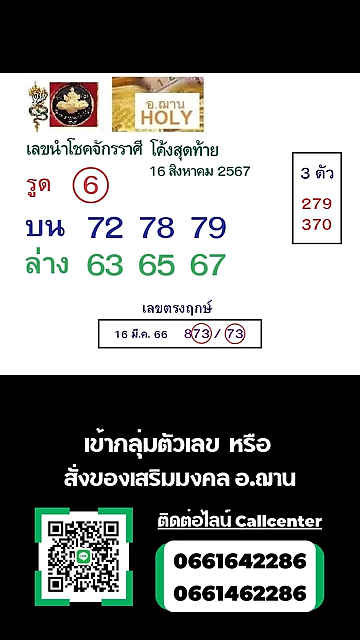 อ.ฌาน
HOLY
เลขนำโชคจักรราศี โค้งสุดท้าย
16 สิงหาคม 2567
รูด 6
บน 72 78 79
ล่าง 63 65 67
3 ตัว
279
370
เลขตรงฤกษ์
16 มี.ค. 66 873 / 73
เข้ากลุ่มตัวเลข หรือ
สั่งของเสริมมงคล อ.ฌาน
ติดต่อไลน์ Callcenter
0661642286
0661462286